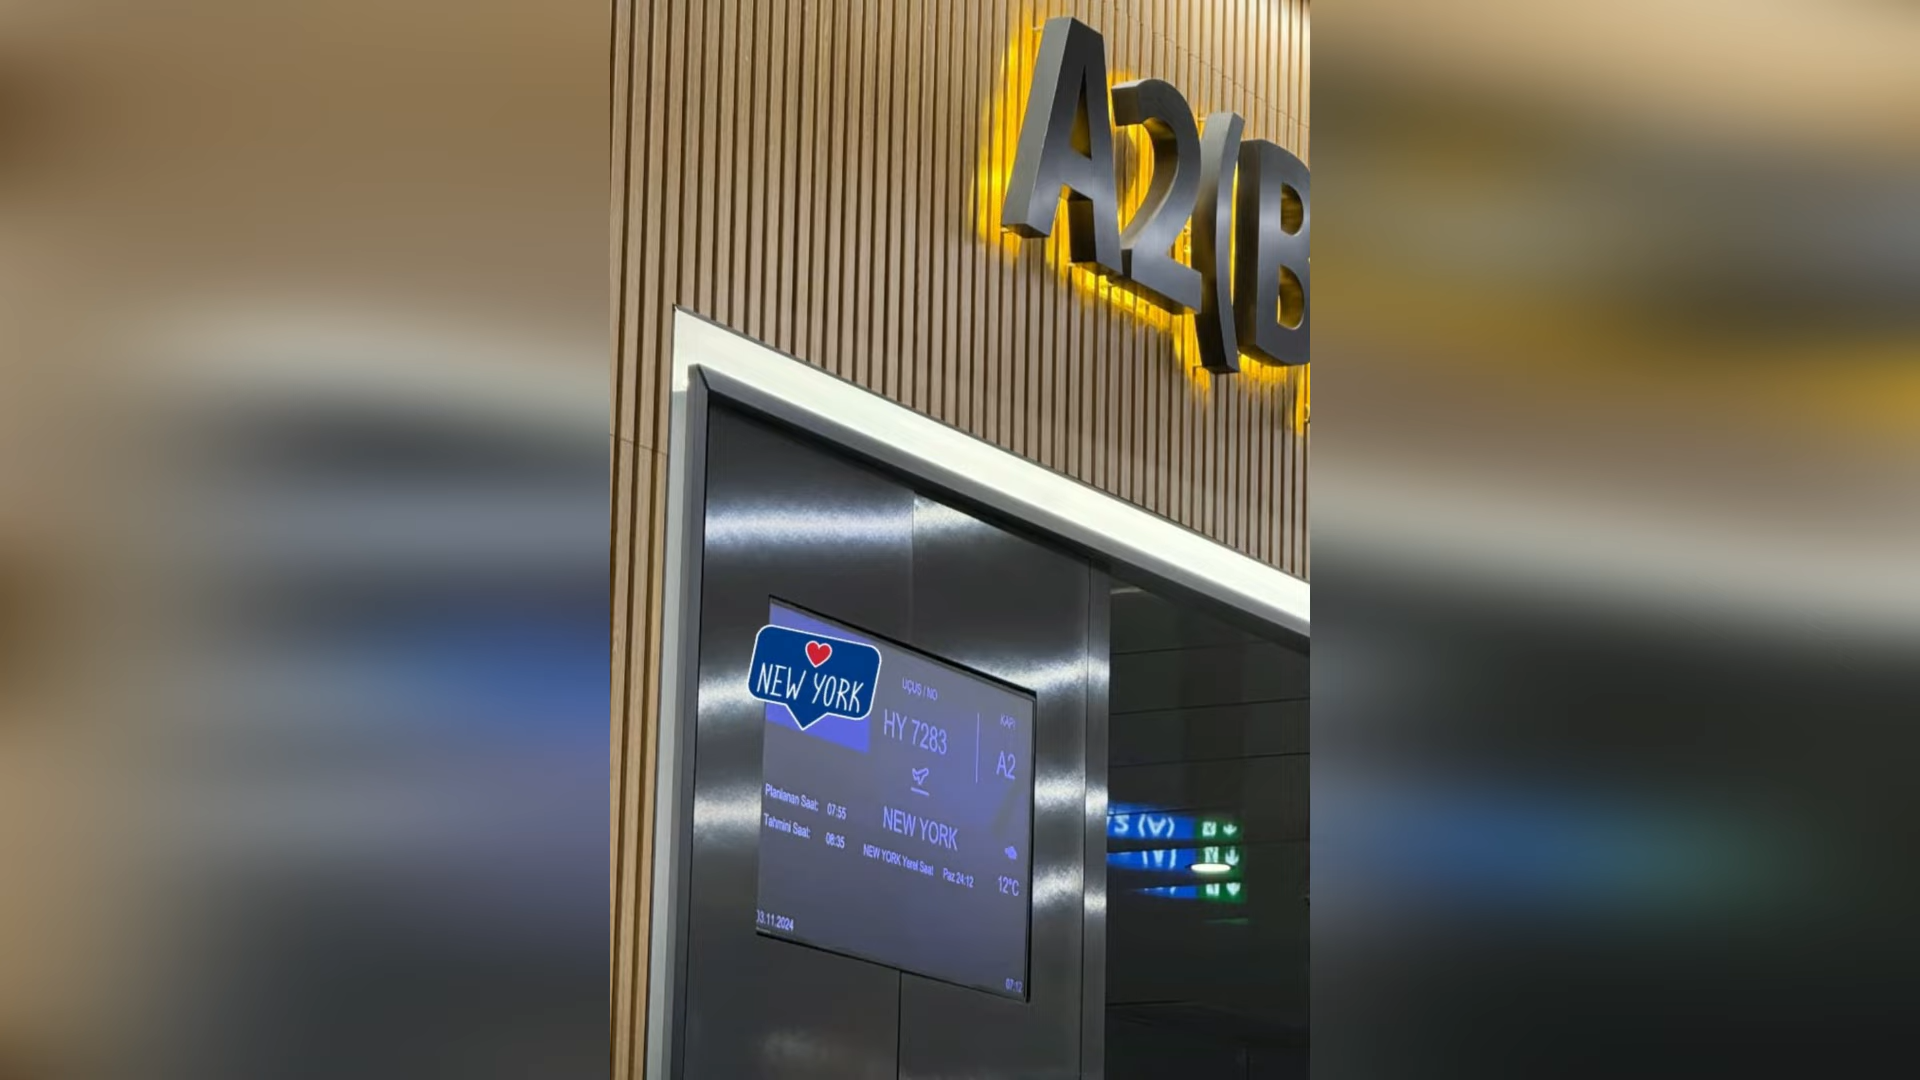 A2(B
NEW YORK
UÇUŞ / NO
KAPI
HY 7283
A2
Planlanan Saat: 07:55
NEW YORK
Tahmini Saat: 08:35
NEW YORK Yerel Saat Paz 24:12
12°C
03.11.2024
07:12
2 (A)
(A)